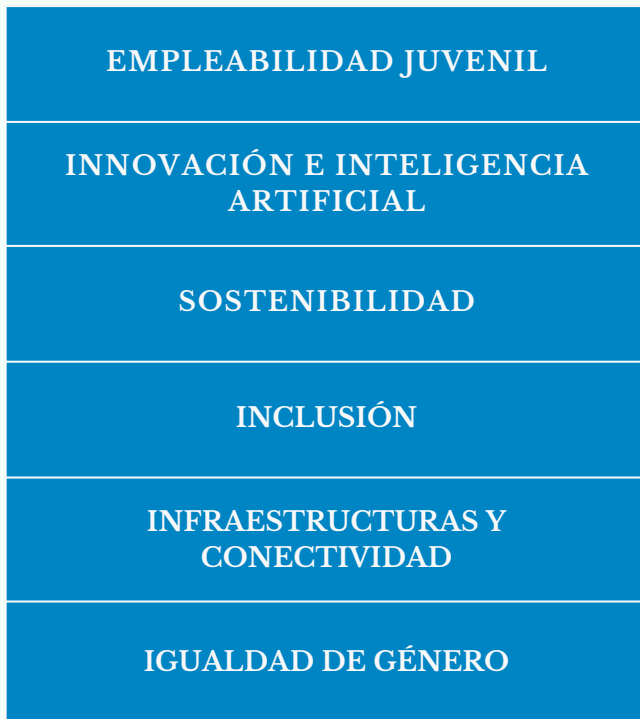 EMPLEABILIDAD JUVENIL
INNOVACIÓN E INTELIGENCIA
ARTIFICIAL
SOSTENIBILIDAD
INCLUSIÓN
INFRAESTRUCTURAS Y
CONECTIVIDAD
IGUALDAD DE GÉNERO